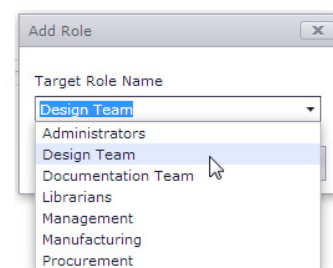 Add Role
Target Role Name
Design Team
Administrators
Design Team
Documentation Team
Librarians
Management
Manufacturing
Procurement